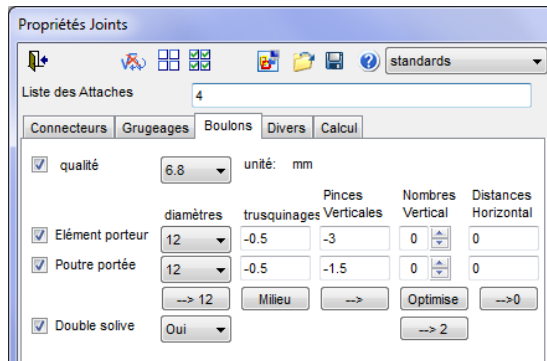 Propriétés Joints
standards
Liste des Attaches 4
Connecteurs Grugeages Boulons Divers Calcul
qualité 6.8 unité: mm
Pinces Nombres Distances
diamètres trusquinages Verticales Vertical Horizontal
Elément porteur 12 -0.5 -3 0 0
Poutre portée 12 -0.5 -1.5 0 0
--> 12 Milieu --> Optimise -->0
Double solive Oui --> 2